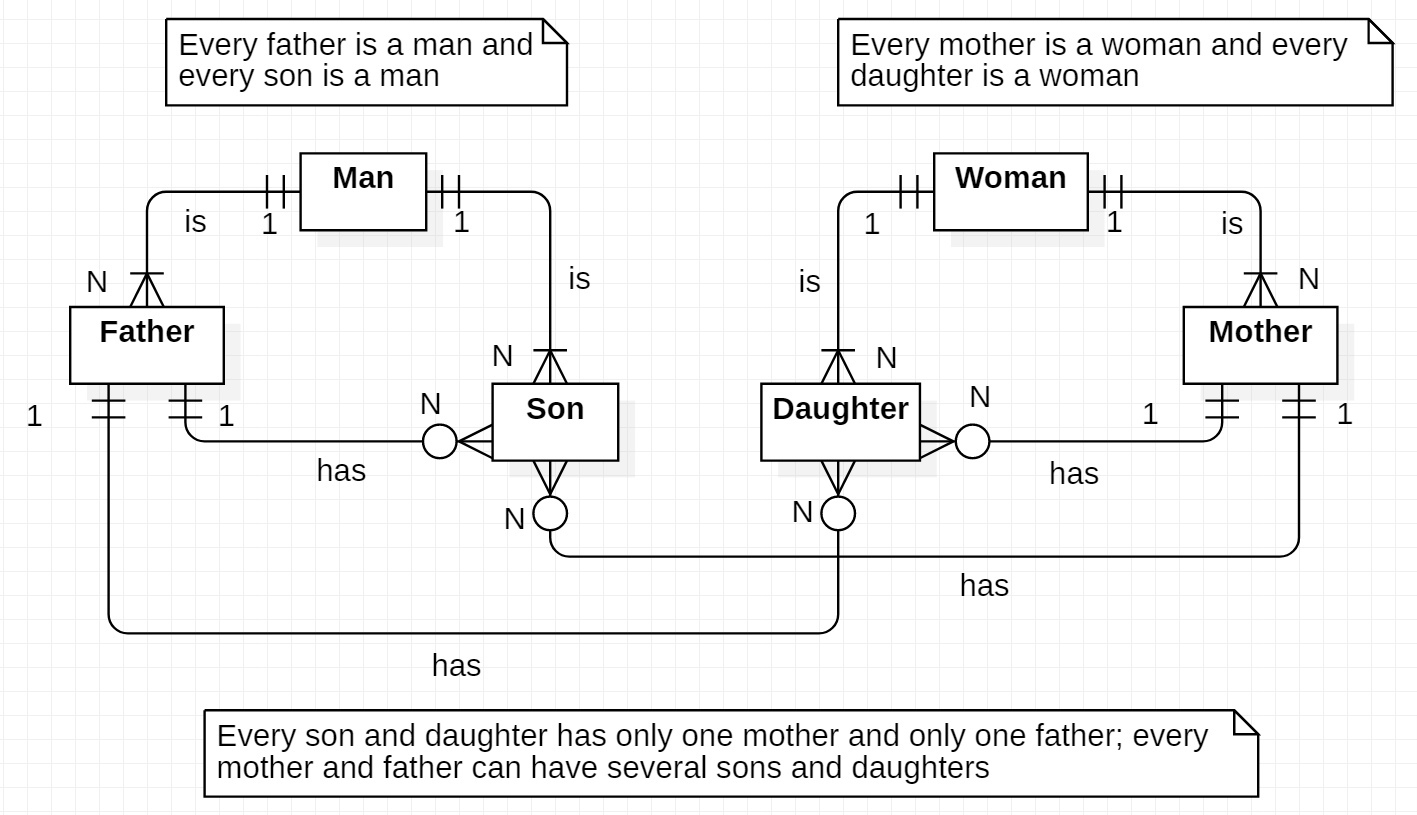 Every father is a man and
every son is a man
Every mother is a woman and every
daughter is a woman
Man
Woman
is
1
1
1
1
is
N
is
is
N
Father
Mother
N
N
Son
Daughter
1
1
N
N
1
1
has
has
N
N
has
has
Every son and daughter has only one mother and only one father; every
mother and father can have several sons and daughters